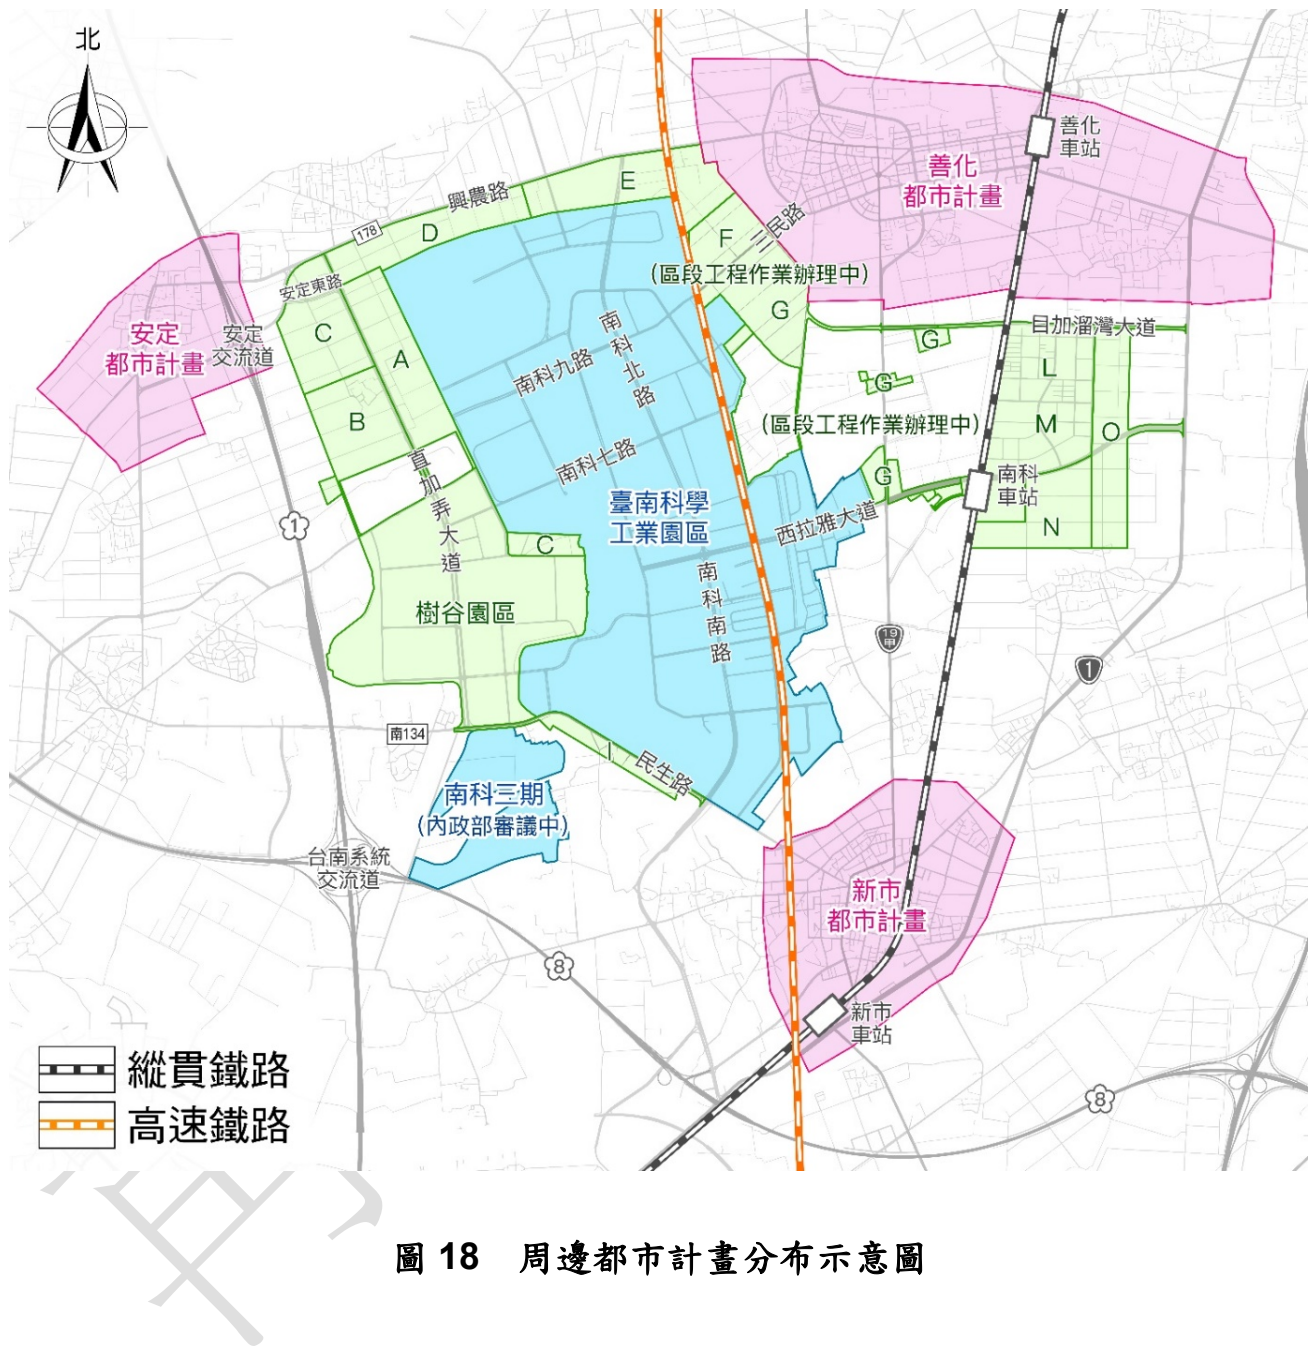 北
善化
車站
善化
都市計畫
興農路
E
178
D
F
三民路
(區段工程作業辦理中)
安定東路
G
安定
都市計畫
安定
交流道
C
A
B
南科北路
南科九路
目加溜灣大道
G
L
G
(區段工程作業辦理中)
M
O
南科七路
直加弄大道
G
南科
車站
臺南科學
工業園區
西拉雅大道
N
1
C
南科南路
樹谷園區
19甲
1
南134
I
民生路
南科三期
(內政部審議中)
台南系統
交流道
新市
都市計畫
8
新市
車站
8
縱貫鐵路
高速鐵路
圖 18 周邊都市計畫分布示意圖